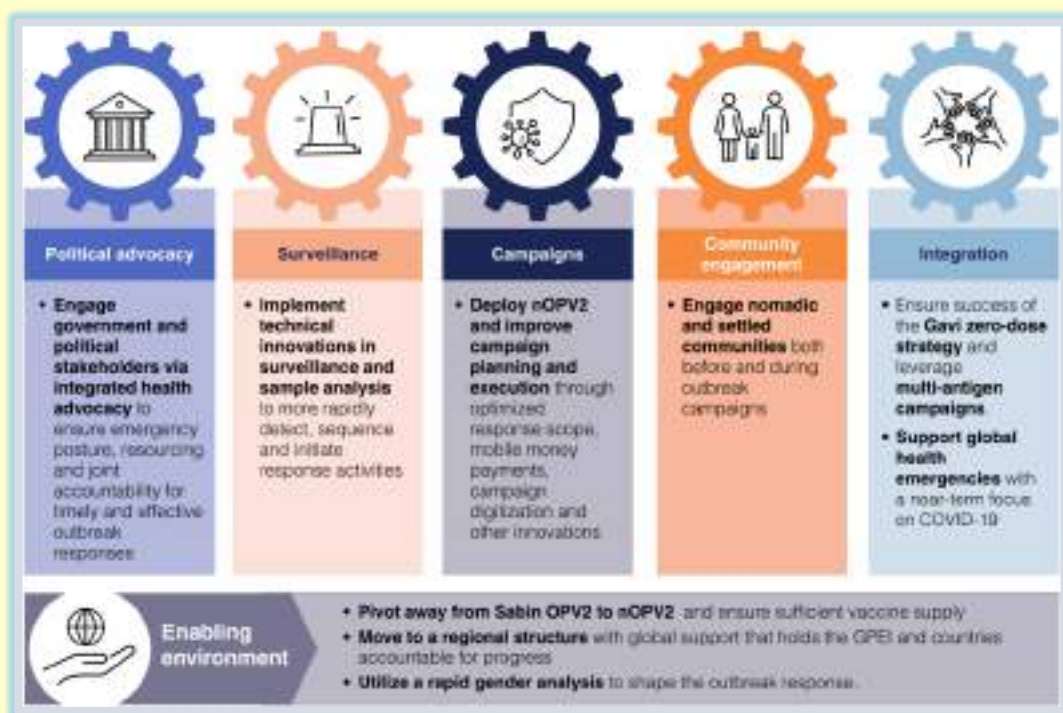 Political advocacy
• Engage
government and
political
stakeholders via
integrated health
advocacy to
ensure emergency
posture, resourcing
and joint
accountability for
timely and effective
outbreak
responses
Surveillance
• Implement
technical
innovations in
surveillance and
sample analysis
to more rapidly
detect, sequence
and initiate
response activities
Campaigns
• Deploy nOPV2
and improve
campaign
planning and
execution through
optimized
response scope,
mobile money
payments,
campaign
digitization and
other innovations
Community
engagement
• Engage nomadic
and settled
communities both
before and during
outbreak
campaigns
Integration
• Ensure success of
the Gavi zero-dose
strategy and
leverage
multi-antigen
campaigns
• Support global
health
emergencies with
a near-term focus
on COVID-19
Enabling
environment
• Pivot away from Sabin OPV2 to nOPV2 and ensure sufficient vaccine supply
• Move to a regional structure with global support that holds the GPEI and countries
accountable for progress
• Utilize a rapid gender analysis to shape the outbreak response.